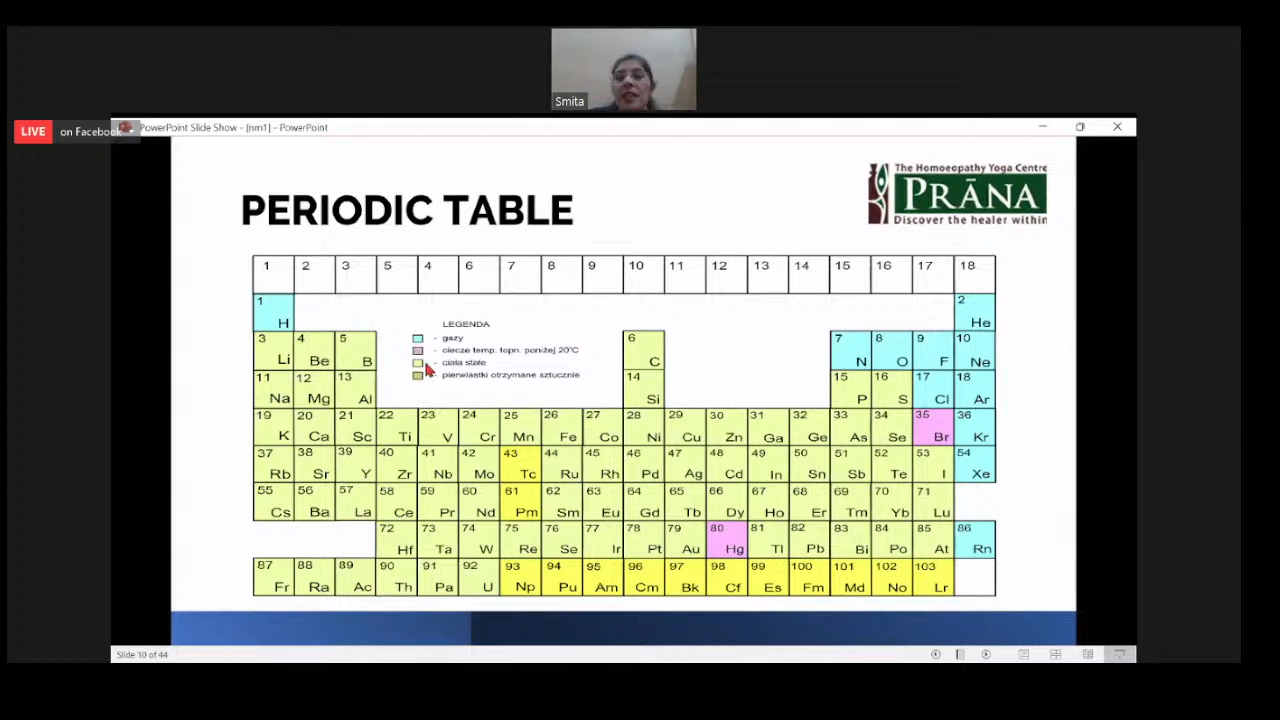 Smita
LIVE on Facebook
PowerPoint Slide Show - [nm1] - PowerPoint
The Homoeopathy Yoga Centre
PRĀNA
Discover the healer within
PERIODIC TABLE
1 2 3 5 4 6 7 8 9 10 11 12 13 14 15 16 17 18
1 H 2 He
LEGENDA
- gazy
- ciecze temp. topn. poniżej 20°C
- ciała stałe
- pierwiastki otrzymane sztucznie
3 Li 4 Be 5 B 6 C 7 N 8 O 9 F 10 Ne
11 Na 12 Mg 13 Al 14 Si 15 P 16 S 17 Cl 18 Ar
19 K 20 Ca 21 Sc 22 Ti 23 V 24 Cr 25 Mn 26 Fe 27 Co 28 Ni 29 Cu 30 Zn 31 Ga 32 Ge 33 As 34 Se 35 Br 36 Kr
37 Rb 38 Sr 39 Y 40 Zr 41 Nb 42 Mo 43 Tc 44 Ru 45 Rh 46 Pd 47 Ag 48 Cd 49 In 50 Sn 51 Sb 52 Te 53 I 54 Xe
55 Cs 56 Ba 57 La 58 Ce 59 Pr 60 Nd 61 Pm 62 Sm 63 Eu 64 Gd 65 Tb 66 Dy 67 Ho 68 Er 69 Tm 70 Yb 71 Lu
72 Hf 73 Ta 74 W 75 Re 76 Se 77 Ir 78 Pt 79 Au 80 Hg 81 Tl 82 Pb 83 Bi 84 Po 85 At 86 Rn
87 Fr 88 Ra 89 Ac 90 Th 91 Pa 92 U 93 Np 94 Pu 95 Am 96 Cm 97 Bk 98 Cf 99 Es 100 Fm 101 Md 102 No 103 Lr
Slide 10 of 44